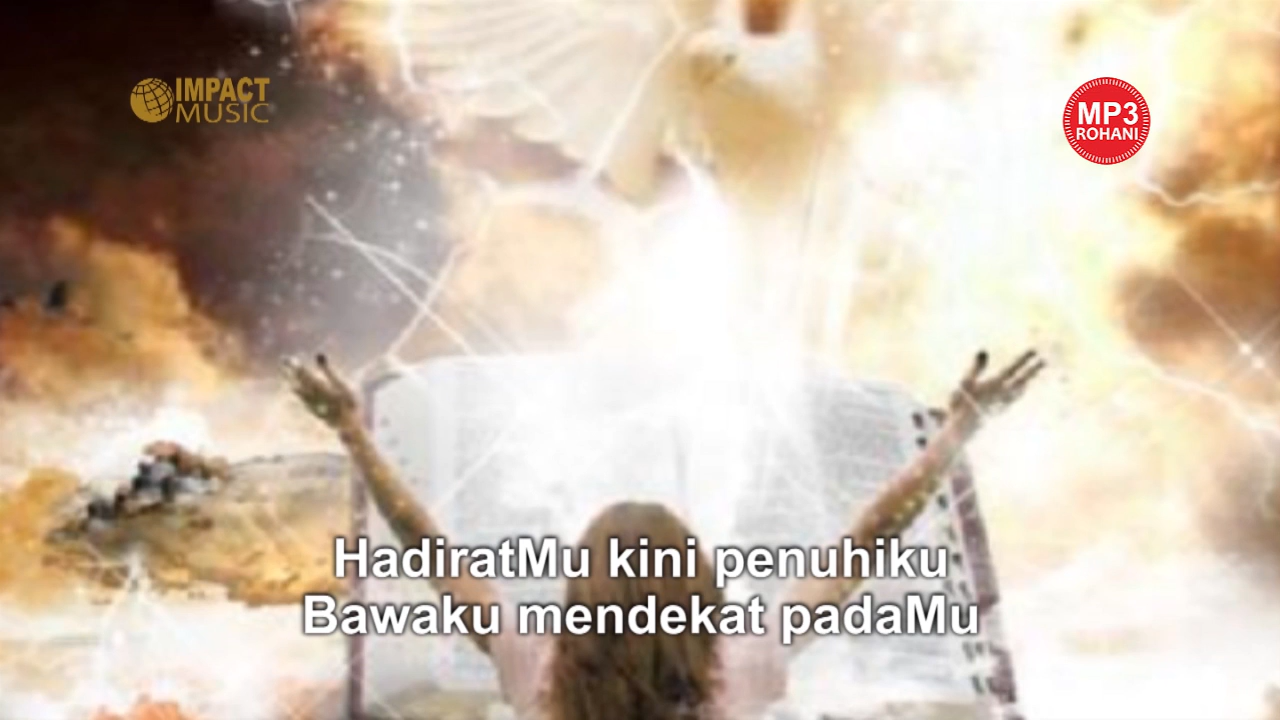 IMPACT
MUSIC
MP3
ROHANI
HadiratMu kini penuhiku
Bawaku mendekat padaMu